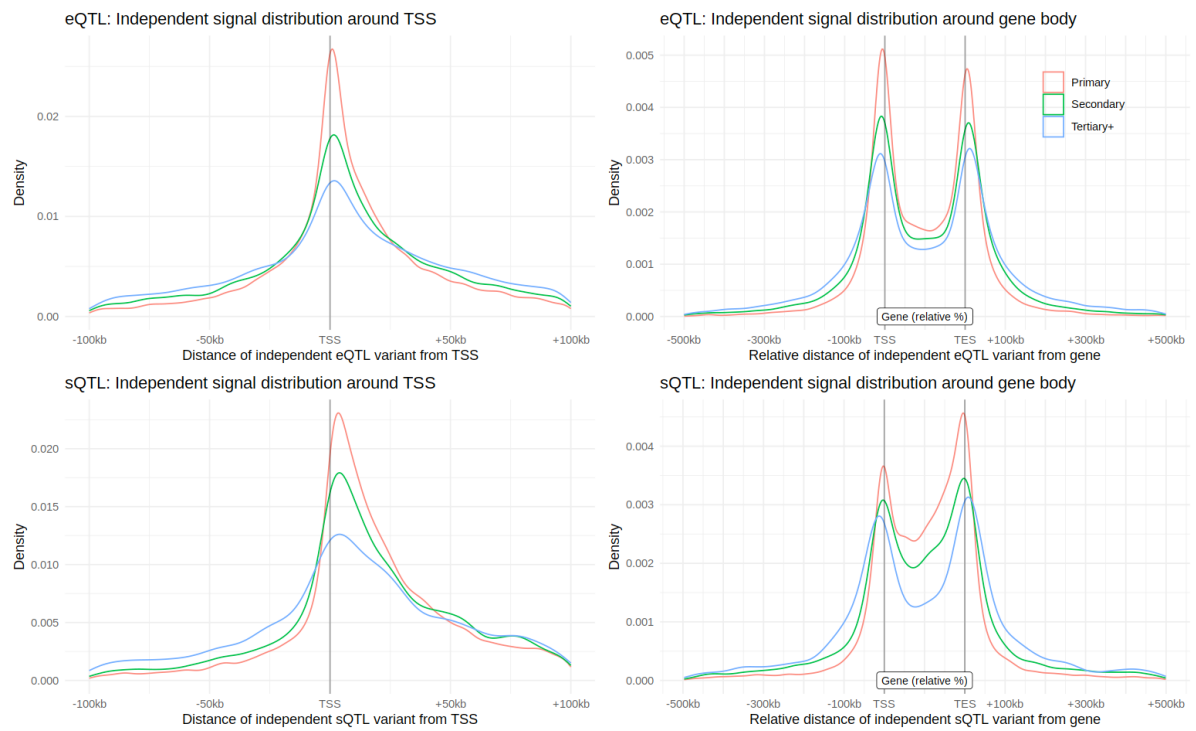 eQTL: Independent signal distribution around TSS
Density
0.02
0.01
0.00
-100kb
-50kb
TSS
+50kb
+100kb
Distance of independent eQTL variant from TSS
eQTL: Independent signal distribution around gene body
Density
0.005
0.004
0.003
0.002
0.001
0.000
Primary
Secondary
Tertiary+
Gene (relative %)
-500kb
-300kb
-100kb
TSS
TES
+100kb
+300kb
+500kb
Relative distance of independent eQTL variant from gene
sQTL: Independent signal distribution around TSS
Density
0.020
0.015
0.010
0.005
0.000
-100kb
-50kb
TSS
+50kb
+100kb
Distance of independent sQTL variant from TSS
sQTL: Independent signal distribution around gene body
Density
0.004
0.003
0.002
0.001
0.000
Gene (relative %)
-500kb
-300kb
-100kb
TSS
TES
+100kb
+300kb
+500kb
Relative distance of independent sQTL variant from gene